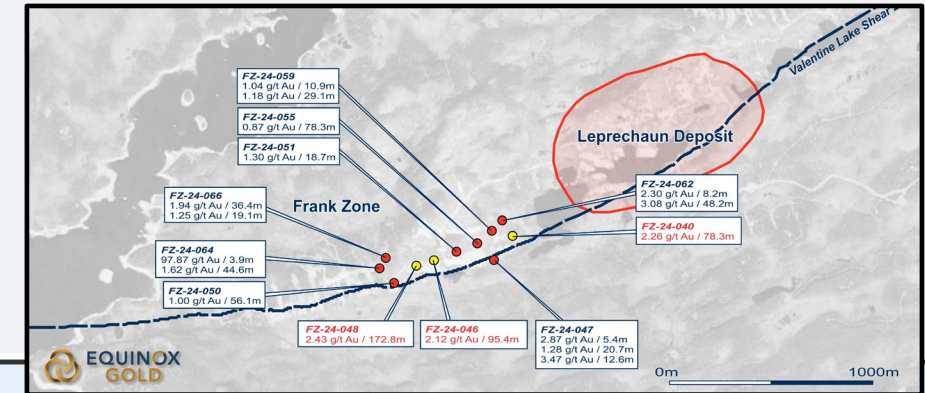 Valentine Lake Shear
FZ-24-059
1.04 g/t Au / 10.9m
1.18 g/t Au / 29.1m
FZ-24-055
0.87 g/t Au / 78.3m
FZ-24-051
1.30 g/t Au / 18.7m
Leprechaun Deposit
FZ-24-066
1.94 g/t Au / 36.4m
1.25 g/t Au / 19.1m
Frank Zone
FZ-24-062
2.30 g/t Au / 8.2m
3.08 g/t Au / 48.2m
FZ-24-040
2.26 g/t Au / 78.3m
FZ-24-064
97.87 g/t Au / 3.9m
1.62 g/t Au / 44.6m
FZ-24-050
1.00 g/t Au / 56.1m
FZ-24-048
2.43 g/t Au / 172.8m
FZ-24-046
2.12 g/t Au / 95.4m
FZ-24-047
2.87 g/t Au / 5.4m
1.28 g/t Au / 20.7m
3.47 g/t Au / 12.6m
EQUINOX
GOLD
0m
1000m